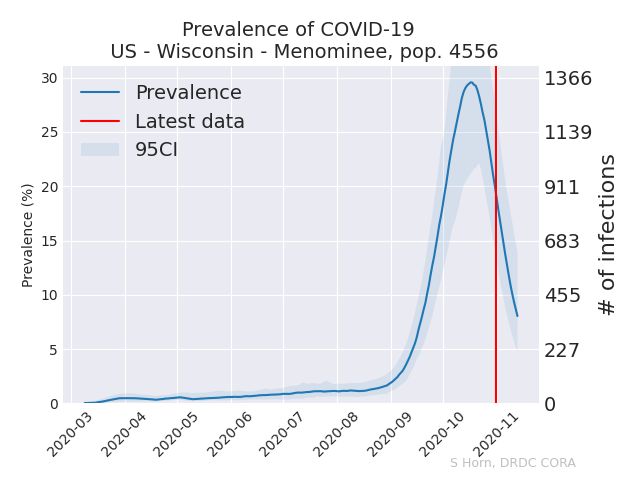 Prevalence of COVID-19
US - Wisconsin - Menominee, pop. 4556
Prevalence
Latest data
95CI
Prevalence (%)
30
25
20
15
10
5
0
1366
1139
911
683
455
227
0
# of infections
2020-03
2020-04
2020-05
2020-06
2020-07
2020-08
2020-09
2020-10
2020-11
S Horn, DRDC CORA